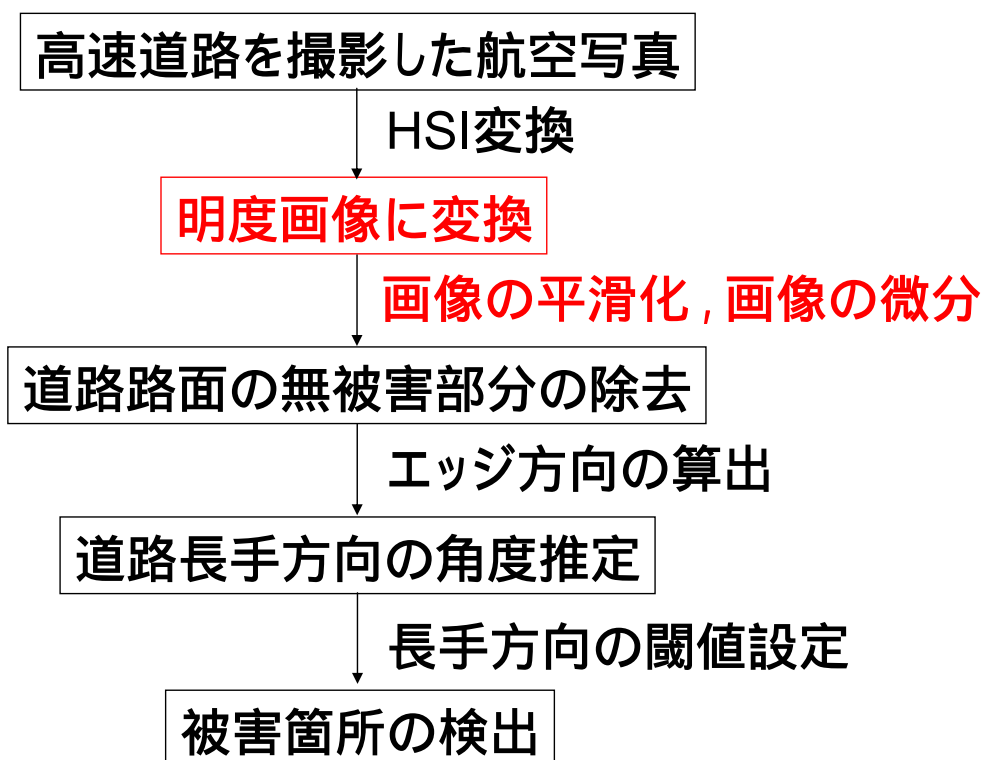 高速道路を撮影した航空写真
HSI変換
明度画像に変換
画像の平滑化 , 画像の微分
道路路面の無被害部分の除去
エッジ方向の算出
道路長手方向の角度推定
長手方向の閾値設定
被害箇所の検出